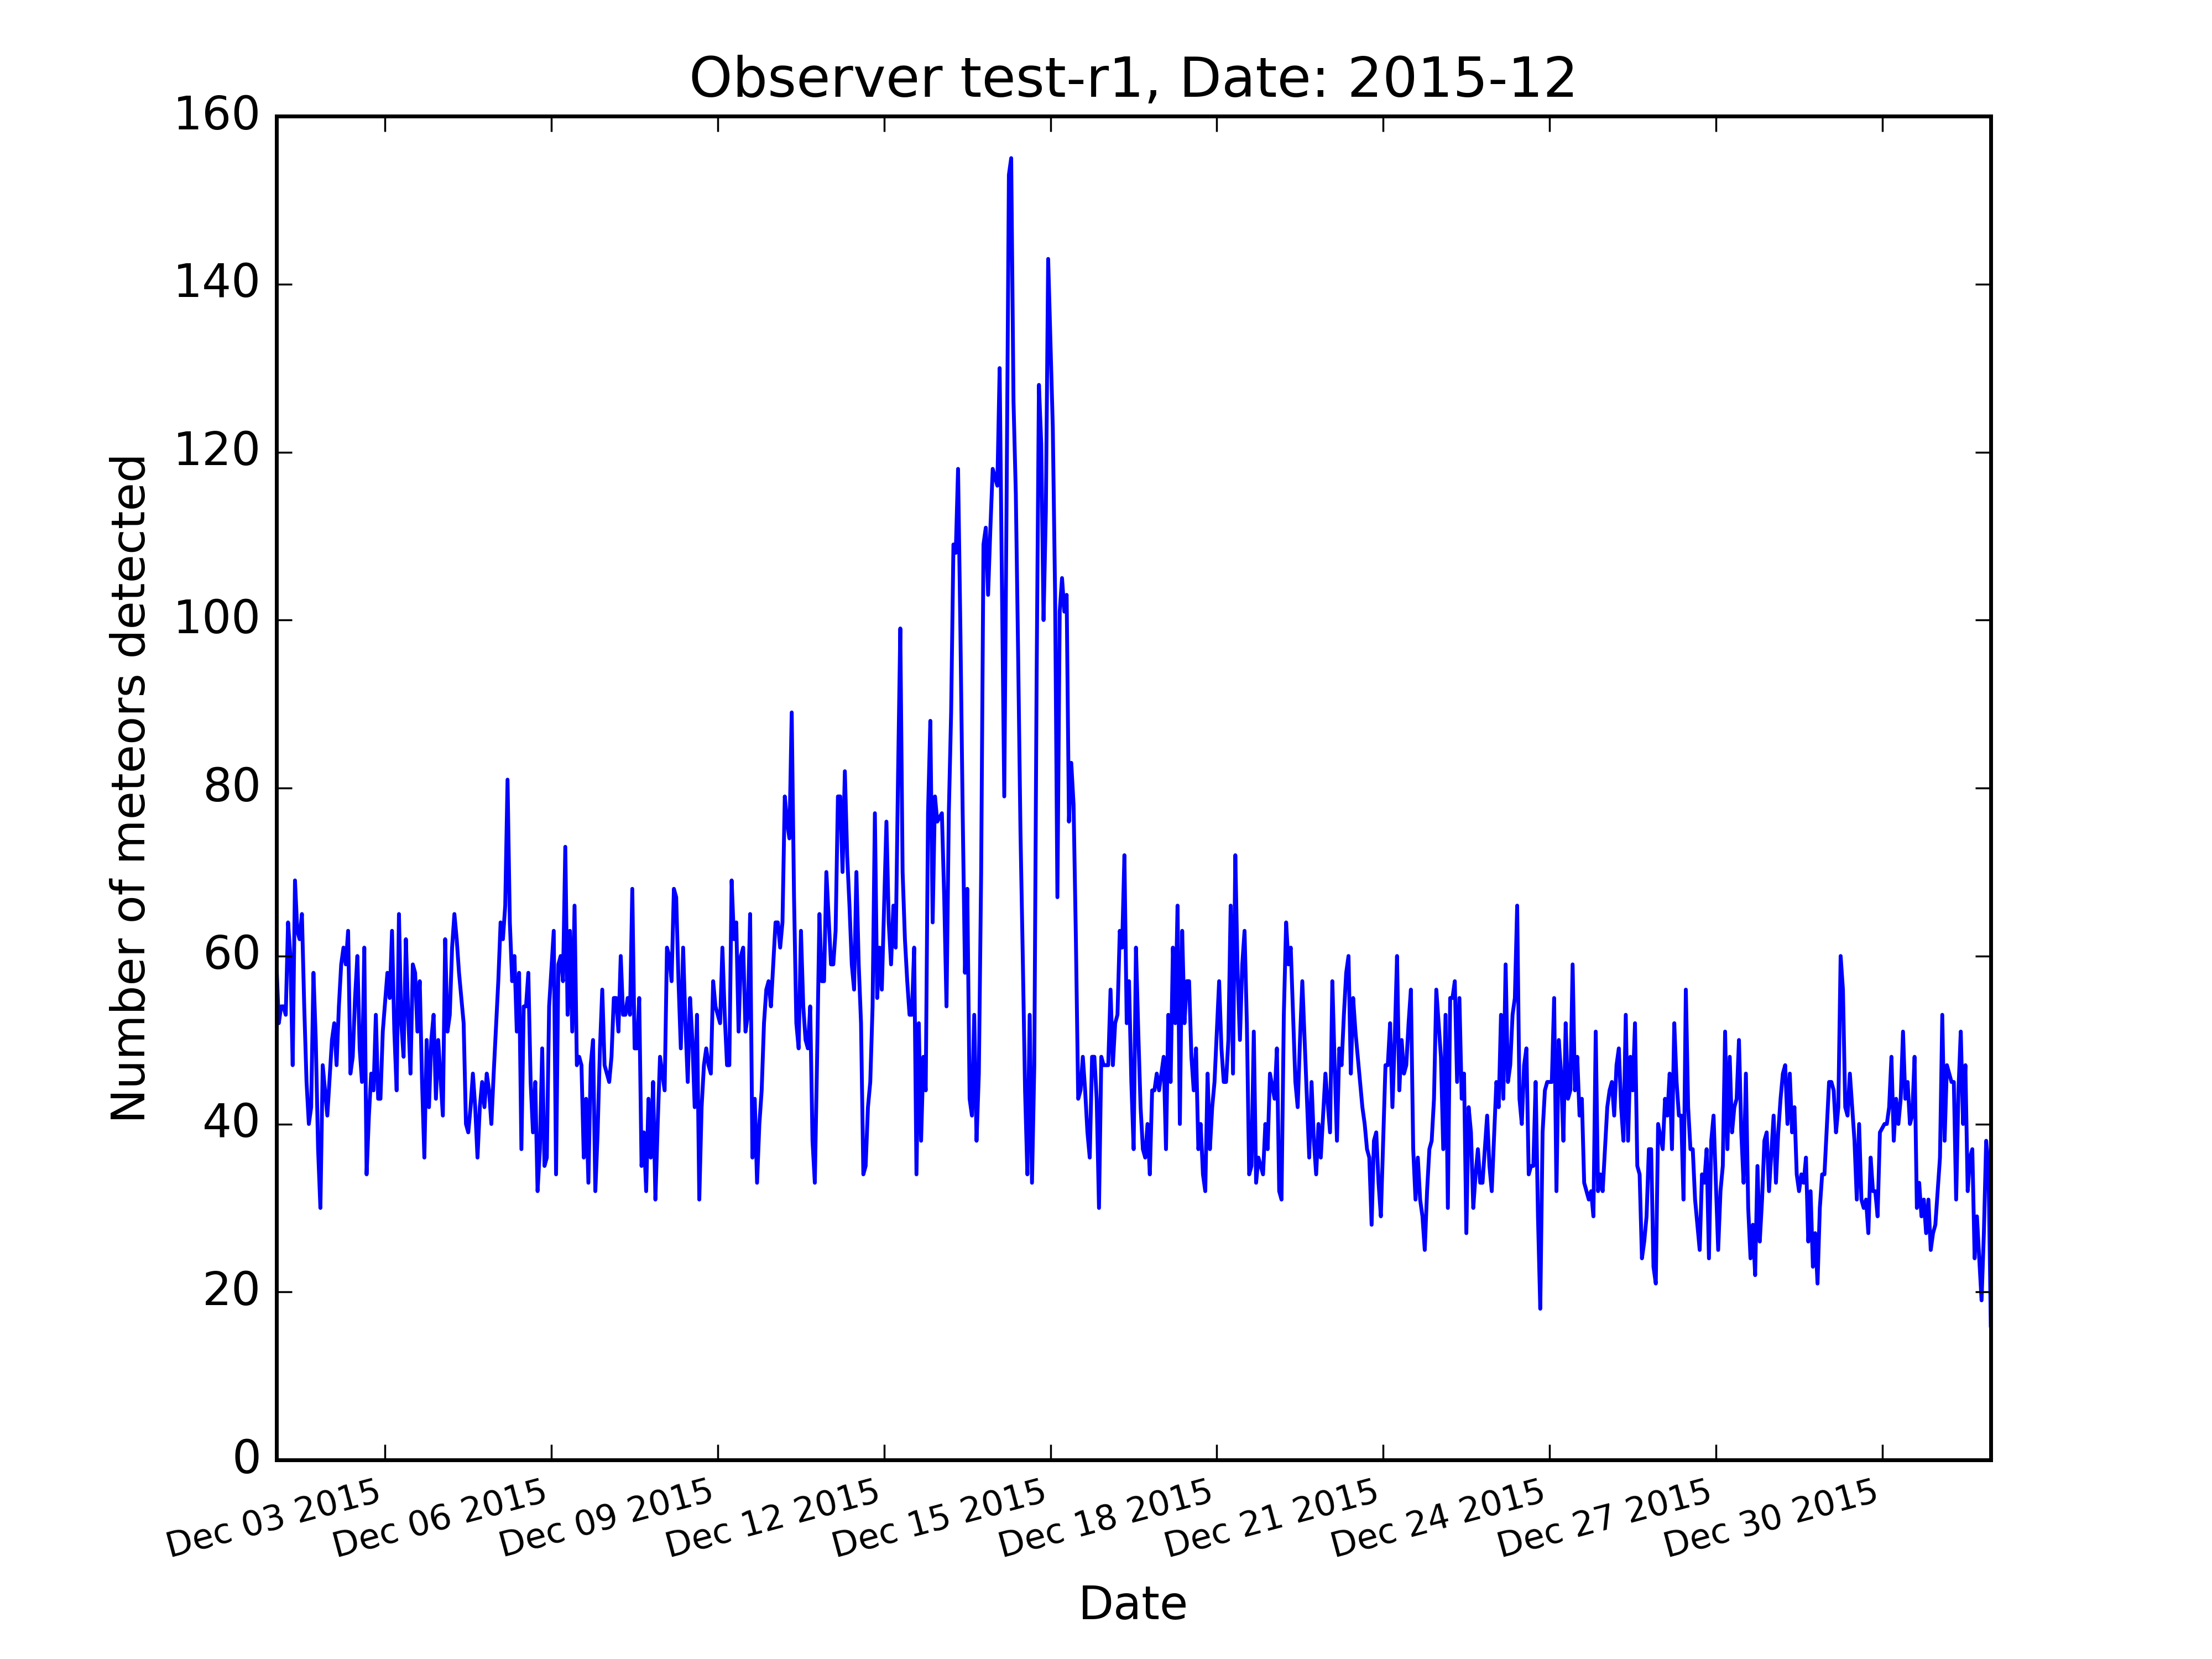 Observer test-r1, Date: 2015-12
160
140
120
100
80
60
40
20
0
Number of meteors detected
Dec 03 2015
Dec 06 2015
Dec 09 2015
Dec 12 2015
Dec 15 2015
Dec 18 2015
Dec 21 2015
Dec 24 2015
Dec 27 2015
Dec 30 2015
Date